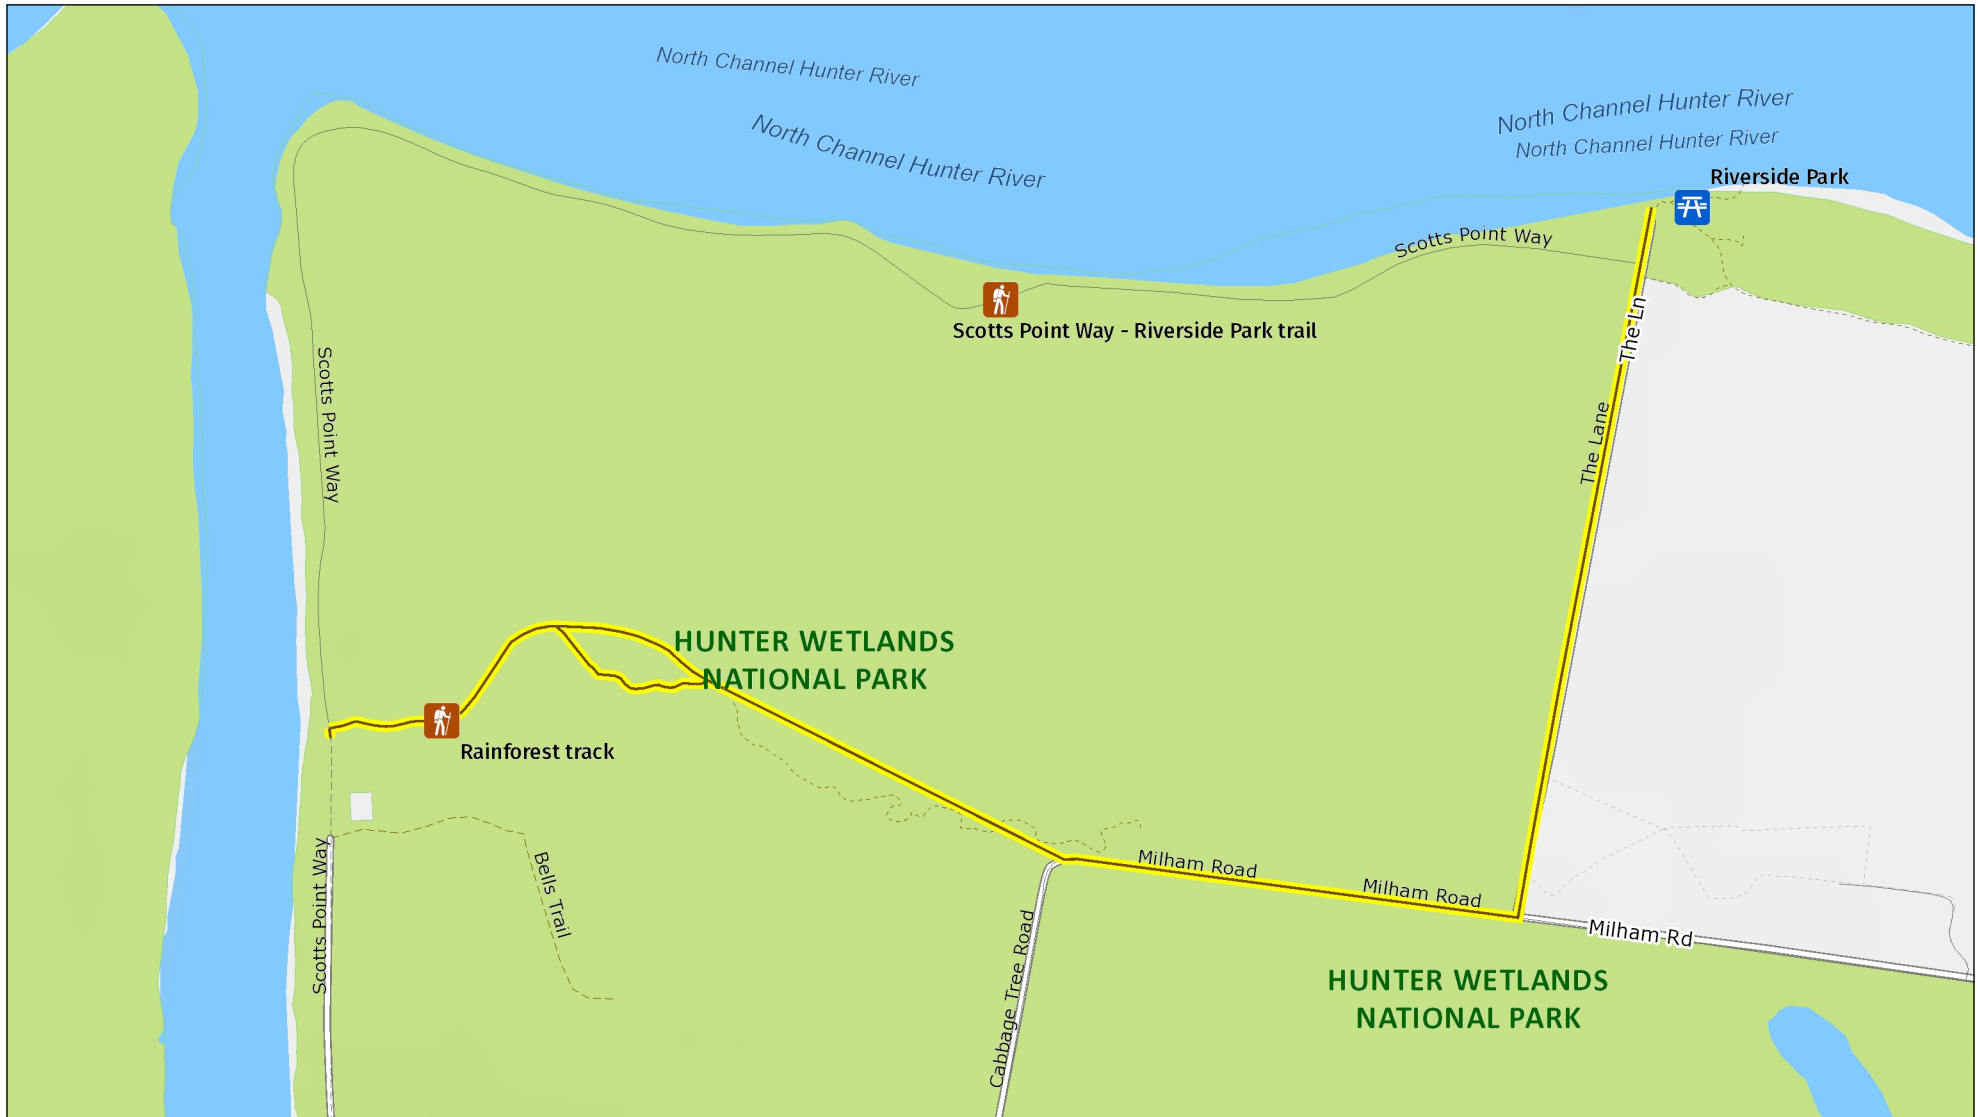 North Channel Hunter River
North Channel Hunter River
North Channel Hunter River
North Channel Hunter River
Riverside Park
Scotts Point Way
Scotts Point Way - Riverside Park trail
The Ln
The Lane
Scotts Point Way
HUNTER WETLANDS
NATIONAL PARK
Rainforest track
Scotts Point Way
Bells Trail
Cabbage Tree Road
Milham Road
Milham Road
Milham Rd
HUNTER WETLANDS
NATIONAL PARK